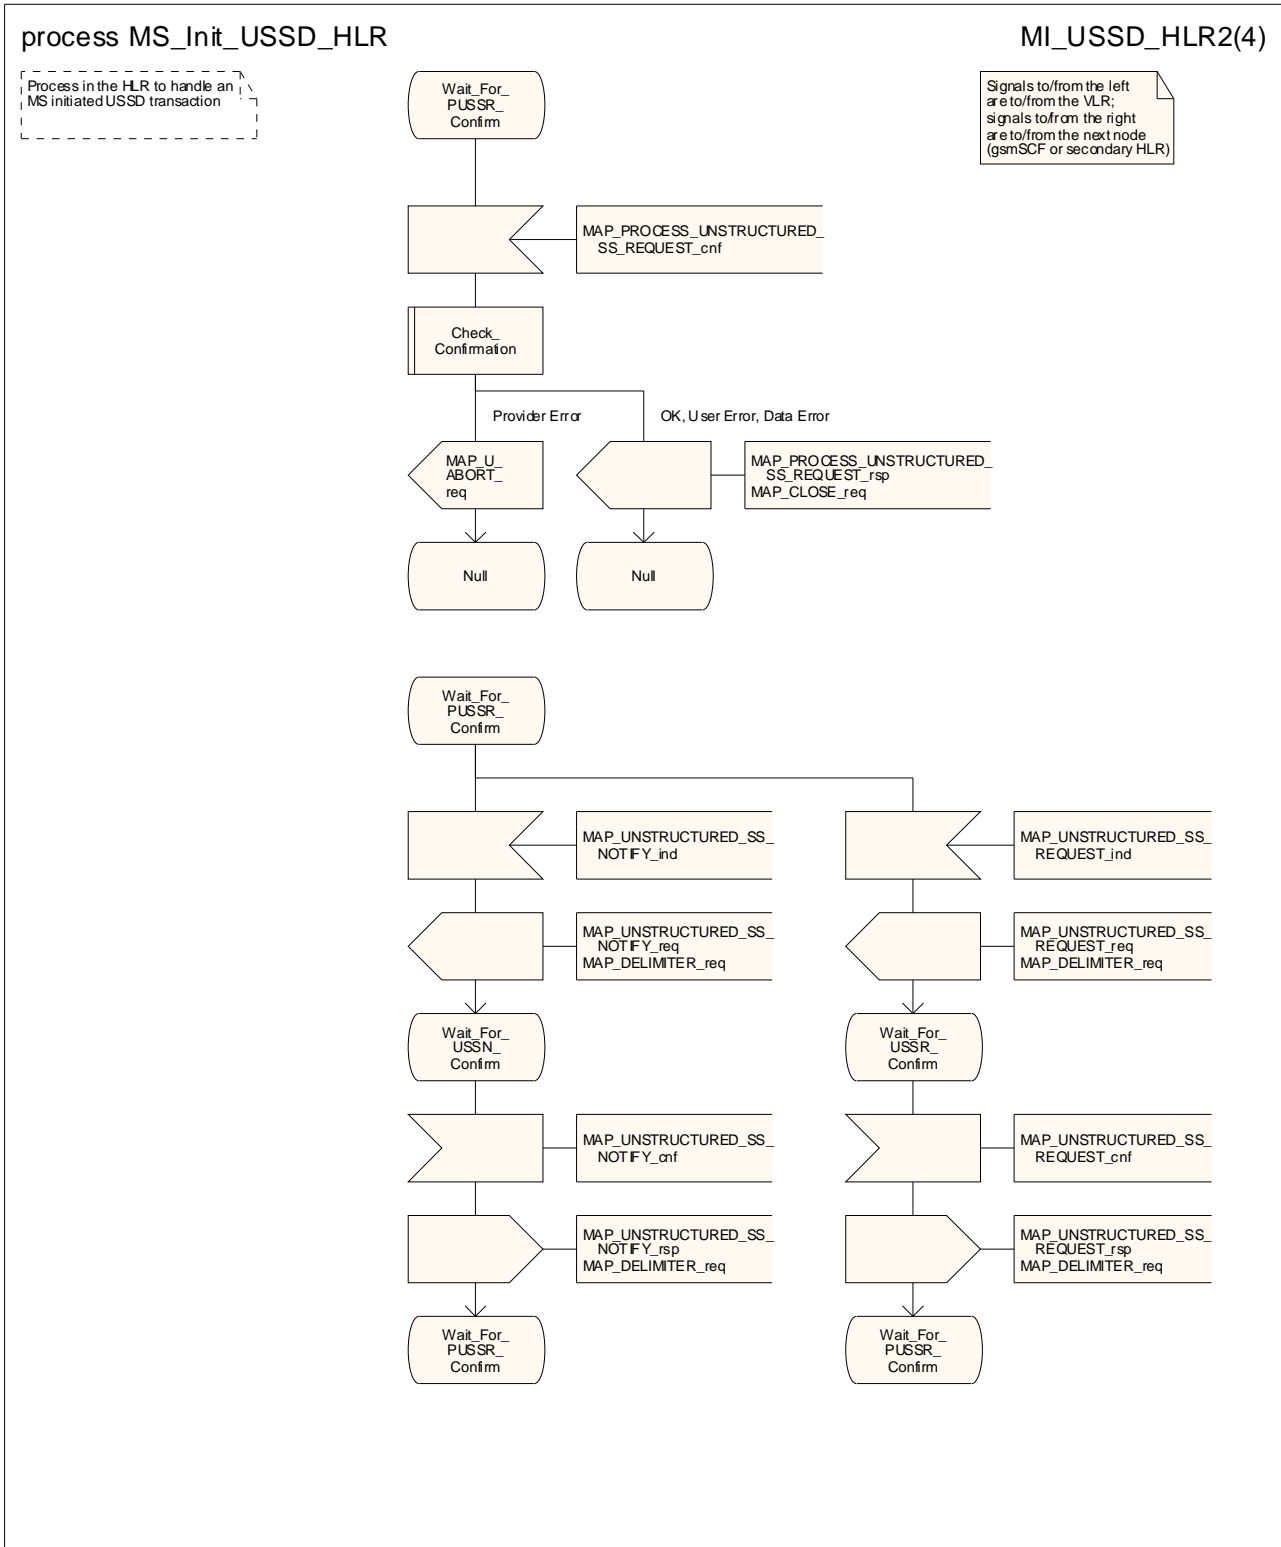 process MS_Init_USSD_HLR
MI_USSD_HLR2(4)
Process in the HLR to handle an
MS initiated USSD transaction
Signals to/from the left
are to/from the VLR;
signals to/from the right
are to/from the next node
(gsmSCF or secondary HLR)
Wait_For_
PUSSR_
Confirm
MAP_PROCESS_UNSTRUCTURED_
SS_REQUEST_cnf
Check_
Confirmation
Provider Error
OK, User Error, Data Error
MAP_U_
ABORT_
req
MAP_PROCESS_UNSTRUCTURED_
SS_REQUEST_rsp
MAP_CLOSE_req
Null
Null
Wait_For_
PUSSR_
Confirm
MAP_UNSTRUCTURED_SS_
NOTIFY_ind
MAP_UNSTRUCTURED_SS_
REQUEST_ind
MAP_UNSTRUCTURED_SS_
NOTIFY_req
MAP_DELIMITER_req
MAP_UNSTRUCTURED_SS_
REQUEST_req
MAP_DELIMITER_req
Wait_For_
USSN_
Confirm
Wait_For_
USSR_
Confirm
MAP_UNSTRUCTURED_SS_
NOTIFY_cnf
MAP_UNSTRUCTURED_SS_
REQUEST_cnf
MAP_UNSTRUCTURED_SS_
NOTIFY_rsp
MAP_DELIMITER_req
MAP_UNSTRUCTURED_SS_
REQUEST_rsp
MAP_DELIMITER_req
Wait_For_
PUSSR_
Confirm
Wait_For_
PUSSR_
Confirm